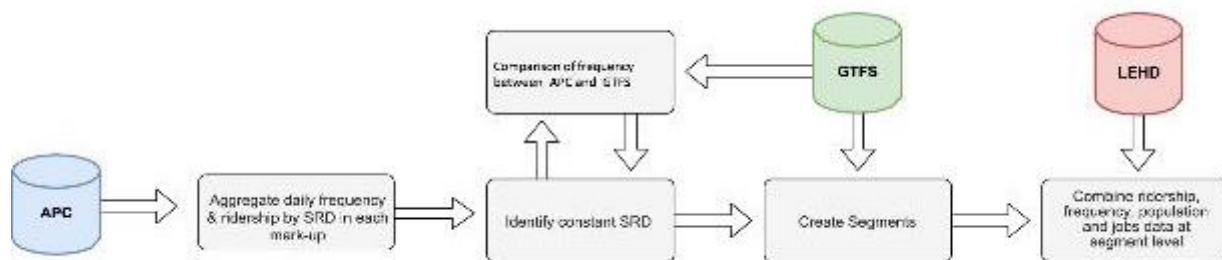 Comparison of frequency
between APC and GTFS
GTFS
LEHD
APC
Aggregate daily frequency
& ridership by SRD in each
mark-up
Identify constant SRD
Create Segments
Combine ridership,
frequency, population
and jobs data at
segment level